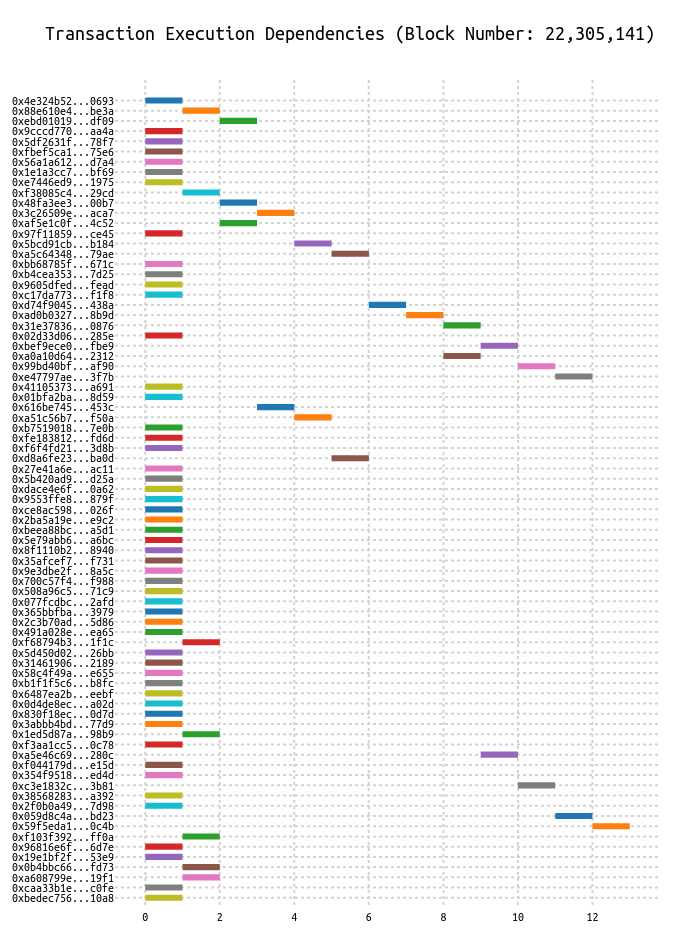 Transaction Execution Dependencies (Block Number: 22,305,141)
0x4e324b52...0693
0x88e610e4...be3a
0xebd01019...df09
0x9cccd770...aa4a
0x5df2631f...78f7
0xfbef5ca1...75e6
0x56a1a612...d7a4
0x1e1a3cc7...bf69
0xe7446ed9...1975
0xf38085c4...29cd
0x48fa3ee3...00b7
0x3c26509e...aca7
0xaf5e1c0f...4c52
0x97f11859...ce45
0x5bcd91cb...b184
0xa5c64348...79ae
0xbb68785f...671c
0xb4cea353...7d25
0x9605dfed...fead
0xc17da773...f1f8
0xd74f9045...438a
0xad0b0327...8b9d
0x31e37836...0876
0x02d33d06...285e
0xbef9ece0...fbe9
0xa0a10d64...2312
0x99bd40bf...af90
0xe47797ae...3f7b
0x41105373...a691
0x01bfa2ba...8d59
0x616be745...453c
0xa51c56b7...f50a
0xb7519018...7e0b
0xfe183812...fd6d
0xf6f4fd21...3d8b
0xd8a6fe23...ba0d
0x27e41a6e...ac11
0x5b420ad9...d25a
0xdace4e6f...0a62
0x9553ffe8...879f
0xce8ac598...026f
0x2ba5a19e...e9c2
0xbeea88bc...a5d1
0x5e79abb6...a6bc
0x8f1110b2...8940
0x35afcef7...f731
0x9e3dbe2f...8a5c
0x700c57f4...f988
0x508a96c5...71c9
0x077fcdbc...2afd
0x365bbfba...3979
0x2c3b70ad...5d86
0x491a028e...ea65
0xf68794b3...1f1c
0x5d450d02...26bb
0x31461906...2189
0x58c4f49a...e655
0xb1f1f5c6...b8fc
0x6487ea2b...eebf
0x0d4de8ec...a02d
0x830f18ec...0d7d
0x3abbb4bd...77d9
0x1ed5d87a...98b9
0xf3aa1cc5...0c78
0xa5e46c69...280c
0xf044179d...e15d
0x354f9518...ed4d
0xc3e1832c...3b81
0x38568283...a392
0x2f0b0a49...7d98
0x059d8c4a...bd23
0x59f5eda1...0c4b
0xf103f392...ff0a
0x96816e6f...6d7e
0x19e1bf2f...53e9
0x0b4bbc66...fd73
0xa608799e...19f1
0xcaa33b1e...c0fe
0xbedec756...10a8
0 2 4 6 8 10 12